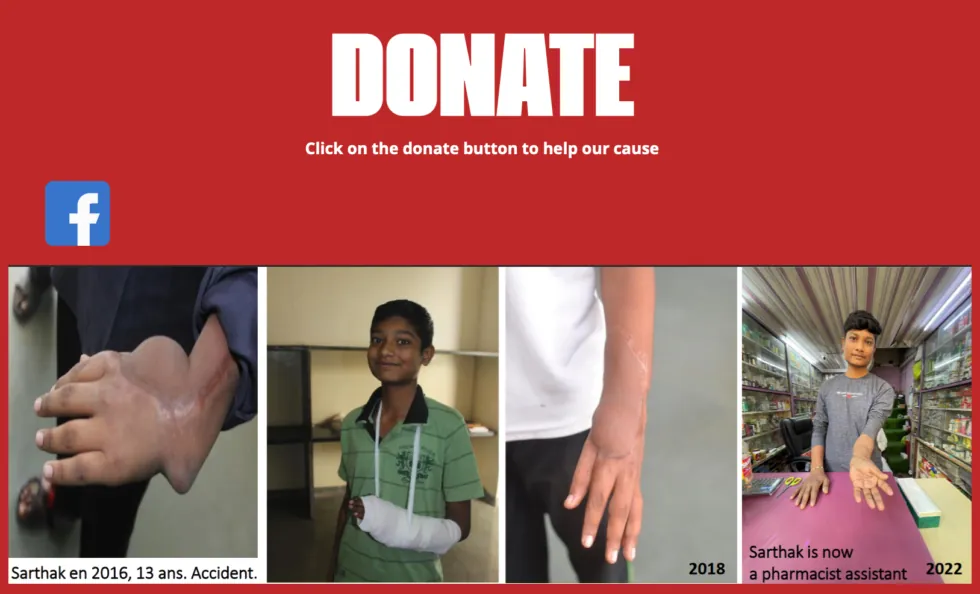 DONATE
Click on the donate button to help our cause
f
Sarthak en 2016, 13 ans. Accident.
2018
Sarthak is now
a pharmacist assistant
2022